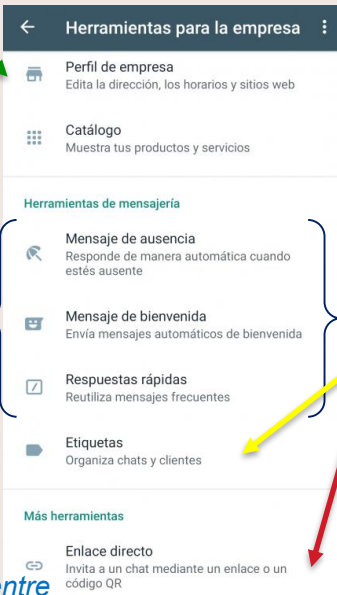 Herramientas para la empresa
Perfil de empresa
Edita la dirección, los horarios y sitios web
Catálogo
Muestra tus productos y servicios
Herramientas de mensajería
Mensaje de ausencia
Responde de manera automática cuando
estés ausente
Mensaje de bienvenida
Envía mensajes automáticos de bienvenida
Respuestas rápidas
Reutiliza mensajes frecuentes
Etiquetas
Organiza chats y clientes
Más herramientas
Enlace directo
Invita a un chat mediante un enlace o un
código QR
entre